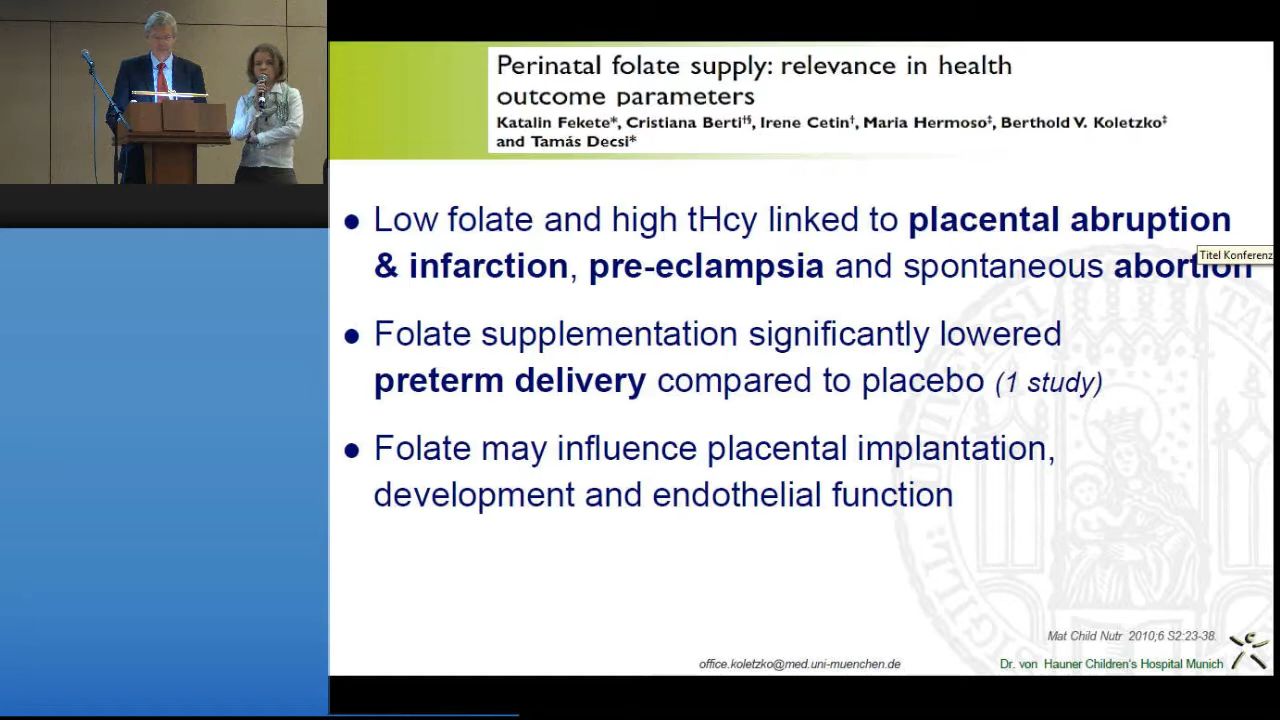 Perinatal folate supply: relevance in health
outcome parameters
Katalin Fekete*, Cristiana Berti†§, Irene Cetin†, Maria Hermoso‡, Berthold V. Koletzko‡
and Tamás Decsi*
● Low folate and high tHcy linked to placental abruption
& infarction, pre-eclampsia and spontaneous abortion
Titel Konferenz
● Folate supplementation significantly lowered
preterm delivery compared to placebo (1 study)
● Folate may influence placental implantation,
development and endothelial function
Mat Child Nutr 2010;6 S2:23-38.
office.koletzko@med.uni-muenchen.de
Dr. von Hauner Children's Hospital Munich